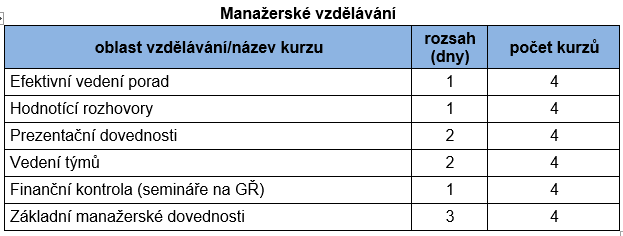 Manažerské vzdělávání
oblast vzdělávání/název kurzu rozsah (dny) počet kurzů
Efektivní vedení porad 1 4
Hodnotící rozhovory 1 4
Prezentační dovednosti 2 4
Vedení týmů 2 4
Finanční kontrola (semináře na GŘ) 1 4
Základní manažerské dovednosti 3 4